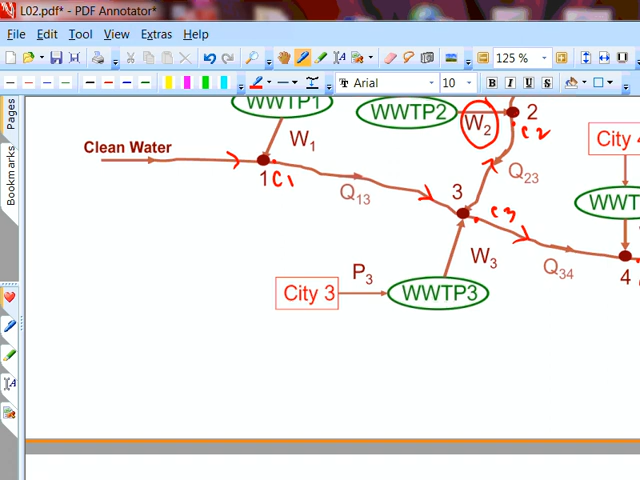 L02.pdf* - PDF Annotator*
File Edit Tool View Extras Help
125 %
Arial 10 B I U S
Pages
Bookmarks
WWTP1
WWTP2
W2
2
C2
City 4
Clean Water
W1
1
C1
Q13
Q23
3
C3
WWT
W3
Q34
4
P3
City 3
WWTP3